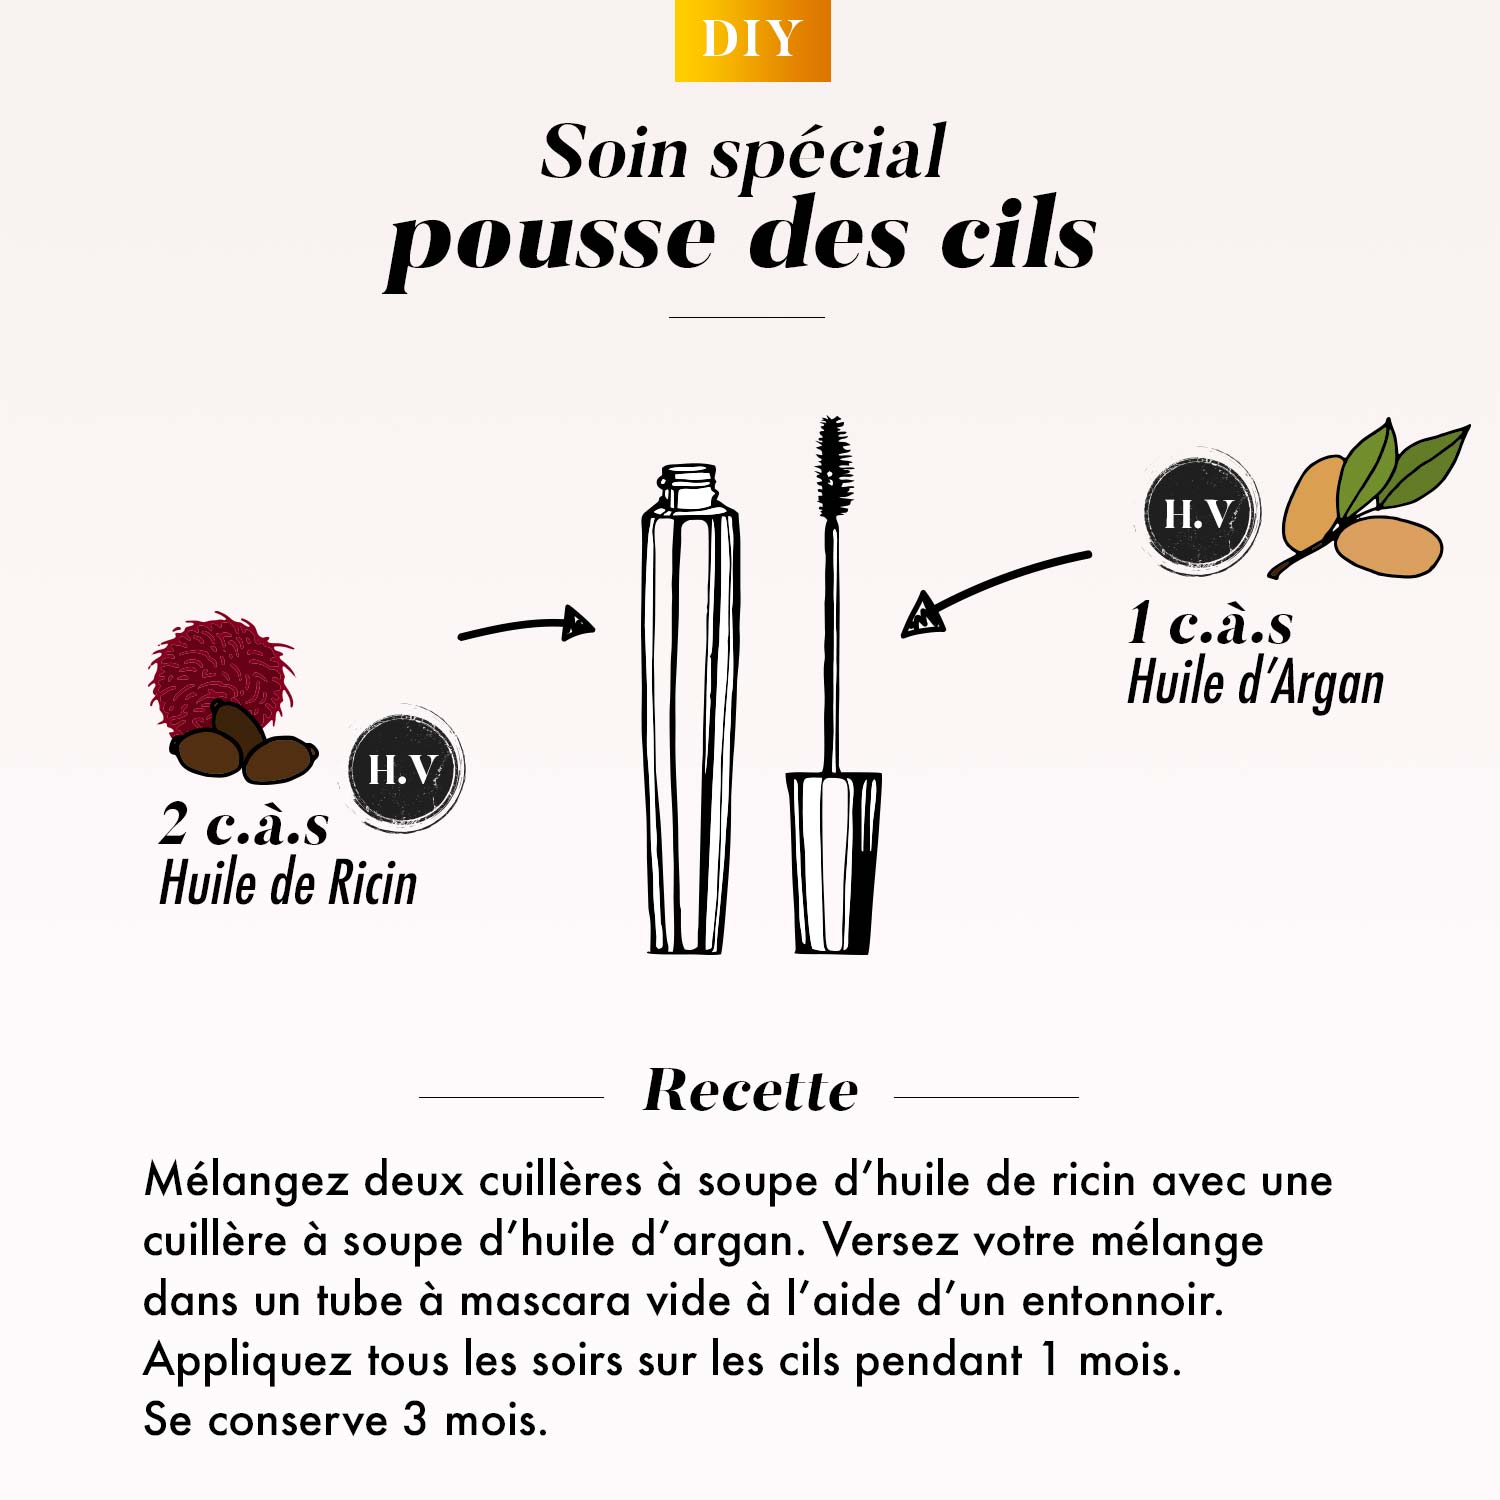 DIY
Soin spécial
pousse des cils
H.V
1 c.à.s
Huile d’Argan
H.V
2 c.à.s
Huile de Ricin
Recette
Mélangez deux cuillères à soupe d’huile de ricin avec une
cuillère à soupe d’huile d’argan. Versez votre mélange
dans un tube à mascara vide à l’aide d’un entonnoir.
Appliquez tous les soirs sur les cils pendant 1 mois.
Se conserve 3 mois.